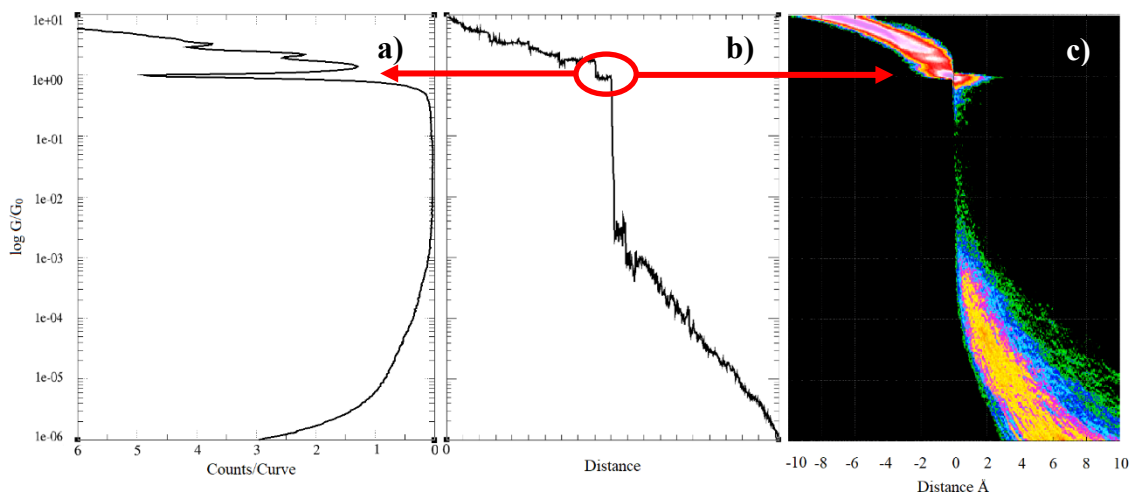 a)
b)
c)
log G/G₀
1e+01
1e+00
1e-01
1e-02
1e-03
1e-04
1e-05
1e-06
6 5 4 3 2 1 0
Counts/Curve
0
Distance
-10 -8 -6 -4 -2 0 2 4 6 8 10
Distance Å